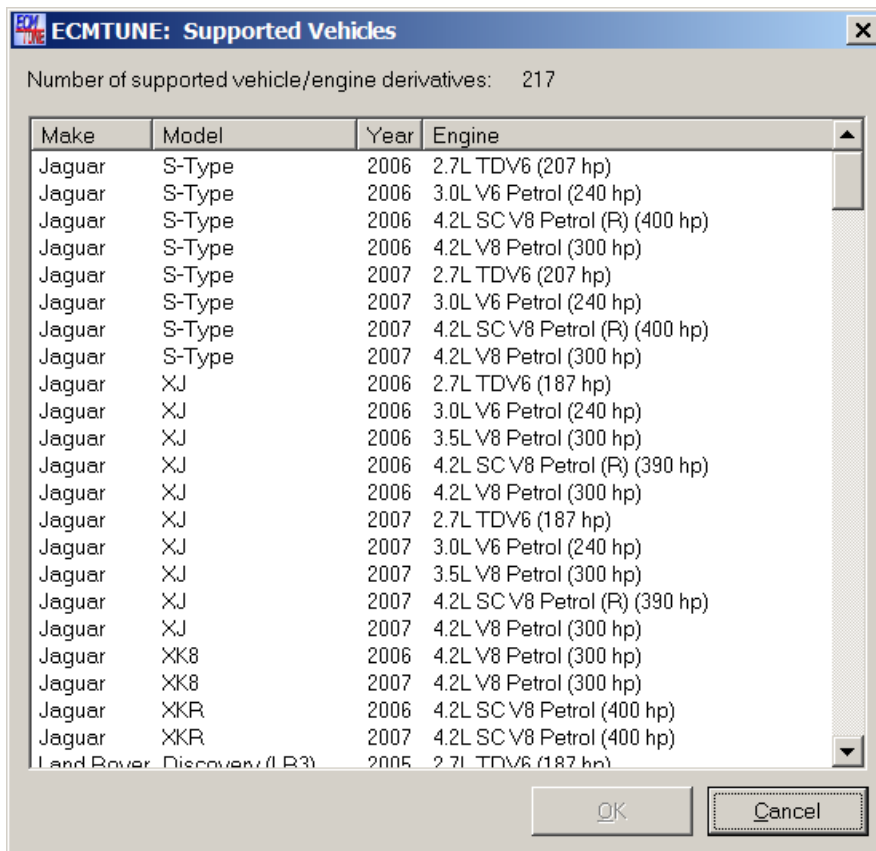 ECM TUNE ECMTUNE: Supported Vehicles
Number of supported vehicle/engine derivatives: 217
Make Model Year Engine
Jaguar S-Type 2006 2.7L TDV6 (207 hp)
Jaguar S-Type 2006 3.0L V6 Petrol (240 hp)
Jaguar S-Type 2006 4.2L SC V8 Petrol (R) (400 hp)
Jaguar S-Type 2006 4.2L V8 Petrol (300 hp)
Jaguar S-Type 2007 2.7L TDV6 (207 hp)
Jaguar S-Type 2007 3.0L V6 Petrol (240 hp)
Jaguar S-Type 2007 4.2L SC V8 Petrol (R) (400 hp)
Jaguar S-Type 2007 4.2L V8 Petrol (300 hp)
Jaguar XJ 2006 2.7L TDV6 (187 hp)
Jaguar XJ 2006 3.0L V6 Petrol (240 hp)
Jaguar XJ 2006 3.5L V8 Petrol (300 hp)
Jaguar XJ 2006 4.2L SC V8 Petrol (R) (390 hp)
Jaguar XJ 2006 4.2L V8 Petrol (300 hp)
Jaguar XJ 2007 2.7L TDV6 (187 hp)
Jaguar XJ 2007 3.0L V6 Petrol (240 hp)
Jaguar XJ 2007 3.5L V8 Petrol (300 hp)
Jaguar XJ 2007 4.2L SC V8 Petrol (R) (390 hp)
Jaguar XJ 2007 4.2L V8 Petrol (300 hp)
Jaguar XK8 2006 4.2L V8 Petrol (300 hp)
Jaguar XK8 2007 4.2L V8 Petrol (300 hp)
Jaguar XKR 2006 4.2L SC V8 Petrol (400 hp)
Jaguar XKR 2007 4.2L SC V8 Petrol (400 hp)
Land Rover Discovery (LR3) 2005 2.7L TDV6 (187 hp)
OK Cancel